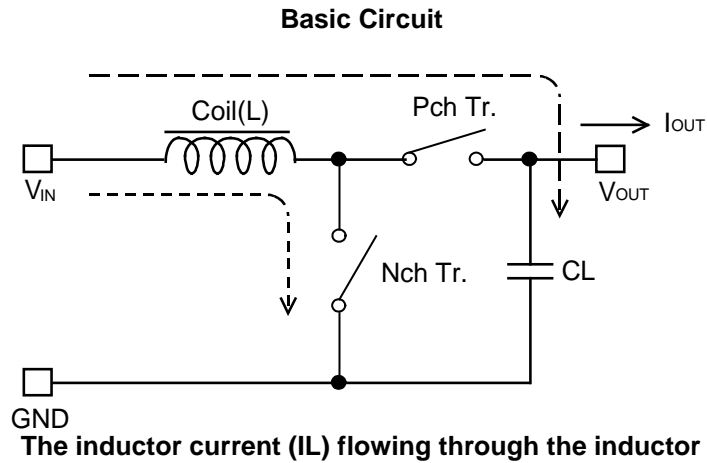 Basic Circuit
Coil(L)
Pch Tr.
IOUT
VIN
VOUT
Nch Tr.
CL
GND
The inductor current (IL) flowing through the inductor